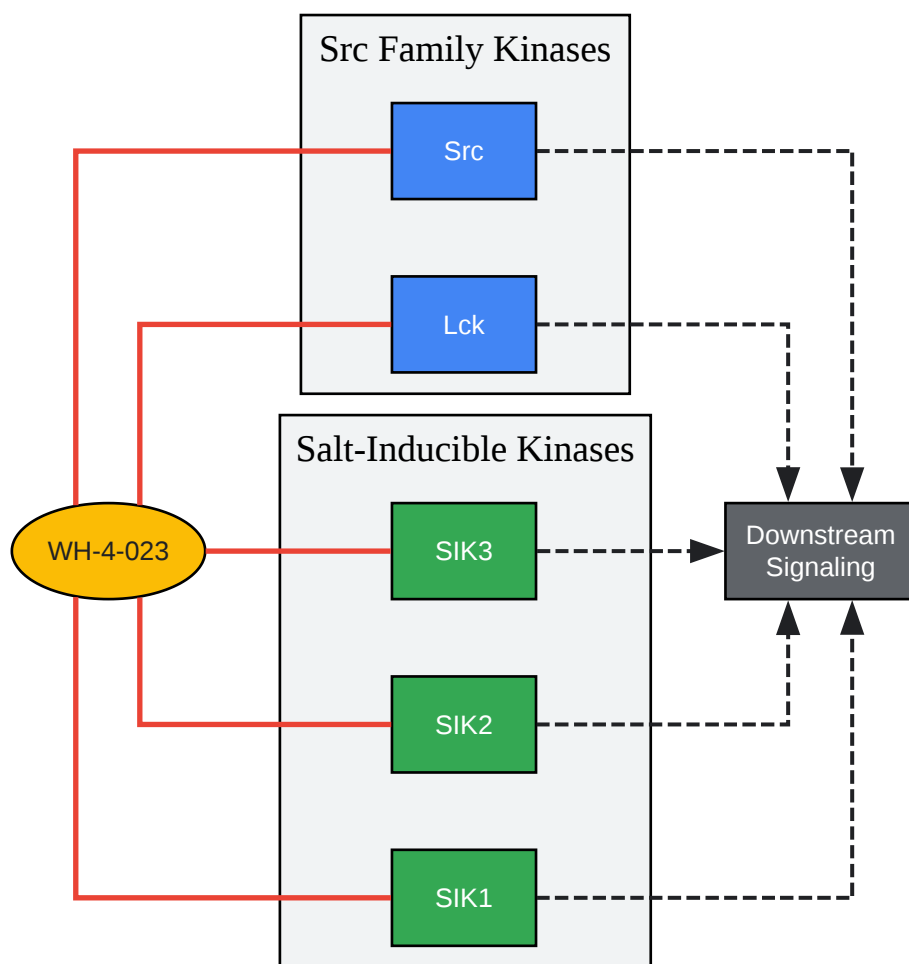 Src Family Kinases
Src
Lck
Salt-Inducible Kinases
WH-4-023
SIK3
Downstream
Signaling
SIK2
SIK1